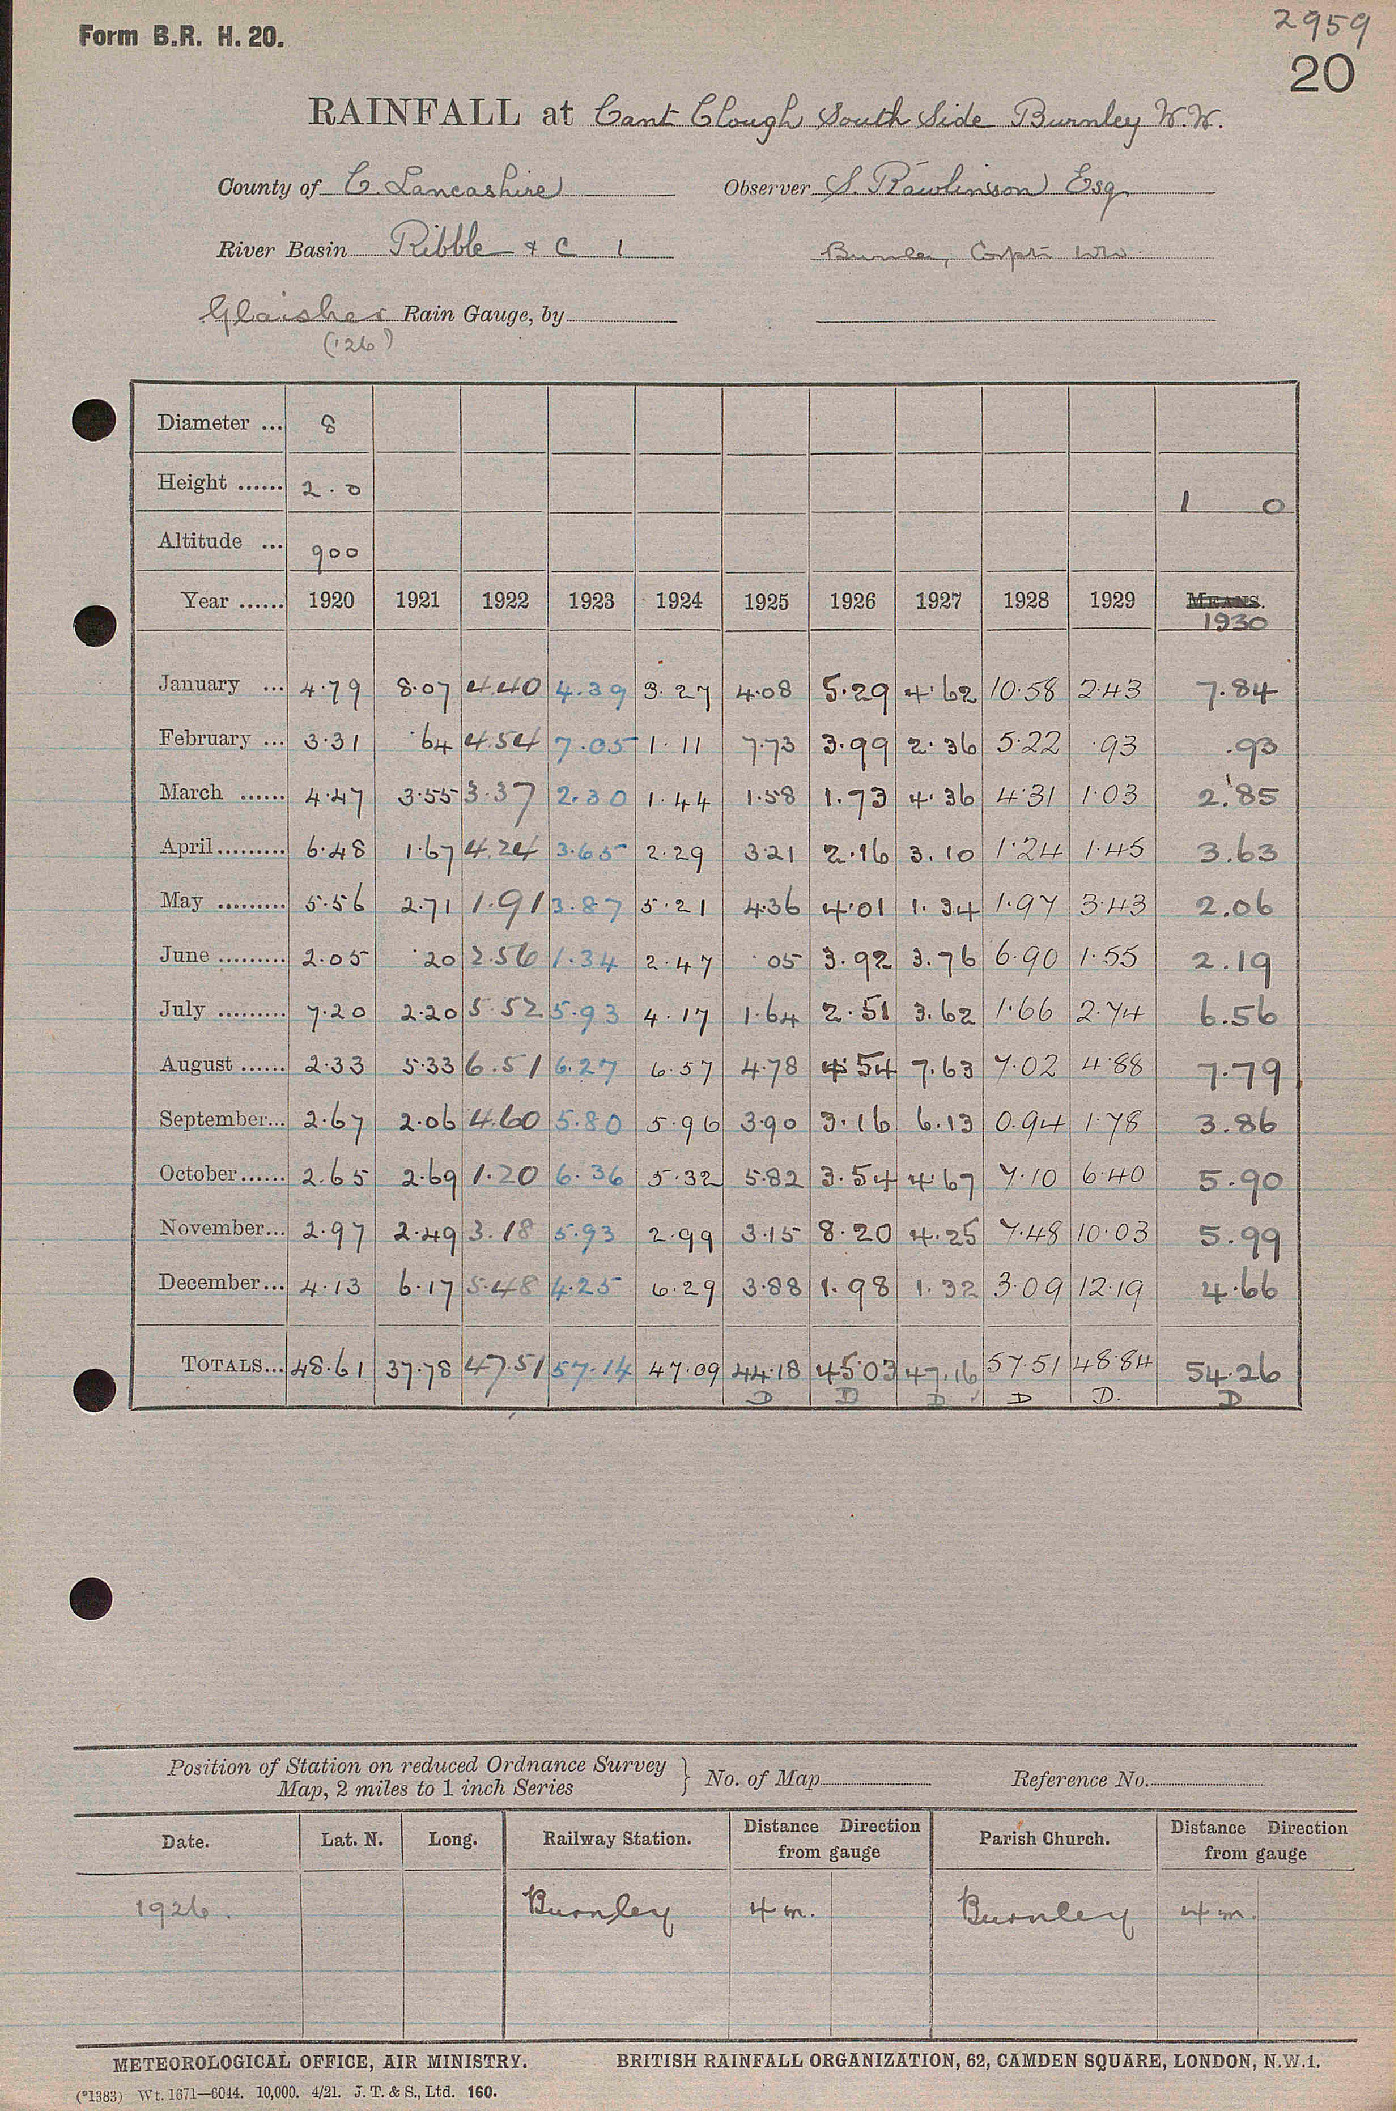 2959
Form B.R. H. 20.
20
RAINFALL at Cant Clough South Side Burnley W.W.
County of C. Lancashire Observer S. Rawlinson Esq
River Basin Ribble & C 1 Burnley Corptn WW
Glaisher Rain Gauge, by
('26)
Diameter ... 8
Height ...... 2.0 1 0
Altitude ... 900
Year ...... 1920 1921 1922 1923 1924 1925 1926 1927 1928 1929 MEANS.
1930
January ... 4.79 8.07 4.40 4.39 3.27 4.08 5.29 4.62 10.58 2.43 7.84
February ... 3.31 .64 4.54 7.05 1.11 7.73 3.99 2.36 5.22 .93 .93
March ...... 4.47 3.55 3.37 2.30 1.44 1.58 1.73 4.36 4.31 1.03 2.85
April ......... 6.48 1.67 4.24 3.65 2.29 3.21 2.16 3.10 1.24 1.45 3.63
May ......... 5.56 2.71 1.91 3.87 5.21 4.36 4.01 1.34 1.97 3.43 2.06
June ......... 2.05 .20 2.56 1.34 2.47 .05 3.92 3.76 6.90 1.55 2.19
July ......... 7.20 2.20 5.52 5.93 4.17 1.64 2.51 3.62 1.66 2.74 6.56
August ...... 2.33 5.33 6.51 6.27 6.57 4.78 4.54 7.63 7.02 4.88 7.79
September... 2.67 2.06 4.60 5.80 5.96 3.90 3.16 6.13 0.94 1.78 3.86
October...... 2.65 2.69 1.20 6.36 5.32 5.82 3.54 4.67 7.10 6.40 5.90
November... 2.97 2.49 3.18 5.93 2.99 3.15 8.20 4.25 7.48 10.03 5.99
December... 4.13 6.17 5.48 4.25 6.29 3.88 1.98 1.32 3.09 12.19 4.66
TOTALS... 48.61 37.78 47.51 57.14 47.09 44.18 45.03 47.16 57.51 48.84 54.26
D D D D D. D
Position of Station on reduced Ordnance Survey
Map, 2 miles to 1 inch Series } No. of Map Reference No.
Date. Lat. N. Long. Railway Station. Distance Direction from gauge Parish Church. Distance Direction from gauge
1926. Burnley 4 m. Burnley 4 m.
METEOROLOGICAL OFFICE, AIR MINISTRY. BRITISH RAINFALL ORGANIZATION, 62, CAMDEN SQUARE, LONDON, N.W.1.
(*1383) Wt. 1671—6044. 10,000. 4/21. J. T. & S., Ltd. 160.